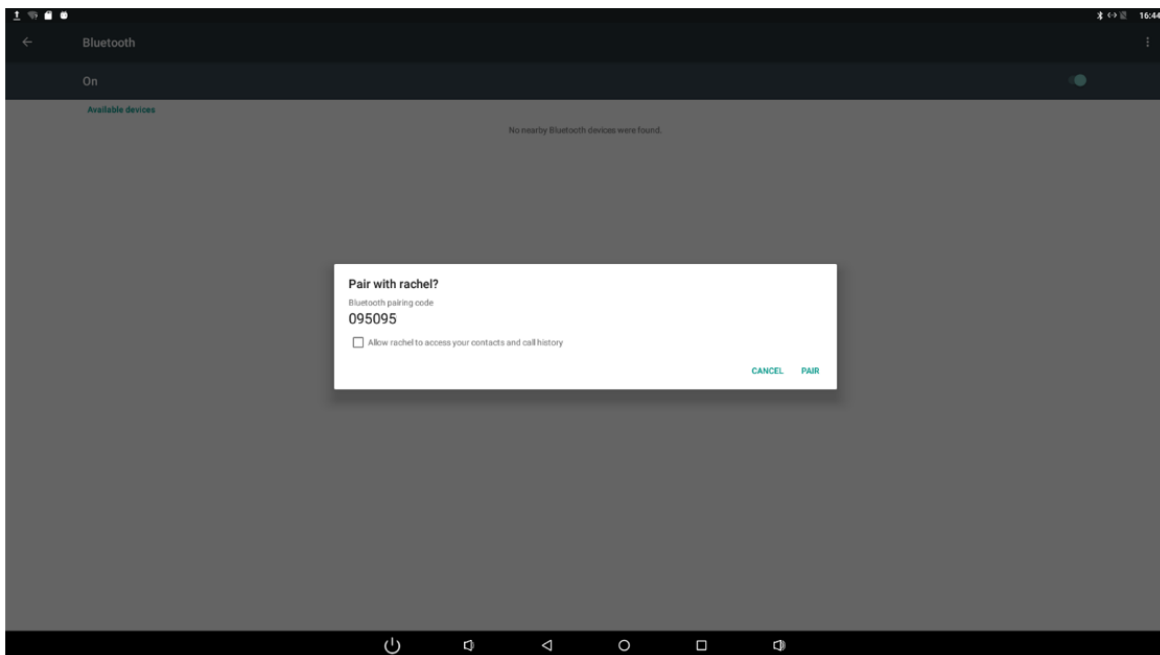 16:44
Bluetooth
On
Available devices
No nearby Bluetooth devices were found.
Pair with rachel?
Bluetooth pairing code
095095
Allow rachel to access your contacts and call history
CANCEL PAIR